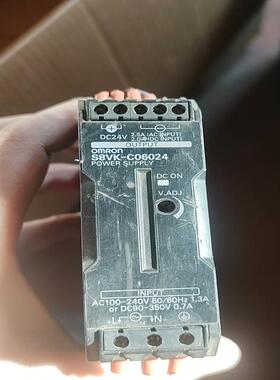 + + - -
DC24V 2.5A (AC INPUT)
2.0A (DC INPUT)
OUTPUT
omron
S8VK-C06024
POWER SUPPLY
DC ON
V.ADJ
INPUT
AC100-240V 50/60Hz 1.3A
or DC90-350V 0.7A
L N